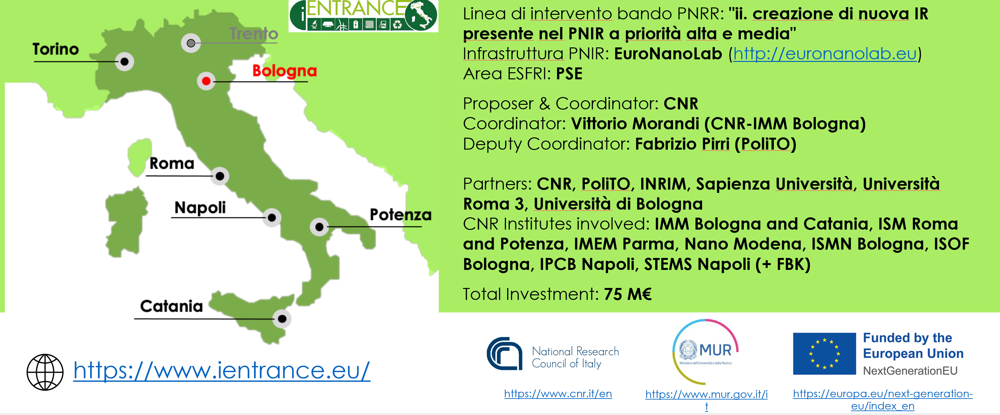 iENTRANCE
Trento
Torino
Bologna
Roma
Napoli
Potenza
Catania
https://www.ientrance.eu/
Linea di intervento bando PNRR: "ii. creazione di nuova IR
presente nel PNIR a priorità alta e media"
Infrastruttura PNIR: EuroNanoLab (http://euronanolab.eu)
Area ESFRI: PSE
Proposer & Coordinator: CNR
Coordinator: Vittorio Morandi (CNR-IMM Bologna)
Deputy Coordinator: Fabrizio Pirri (PoliTO)
Partners: CNR, PoliTO, INRIM, Sapienza Università, Università
Roma 3, Università di Bologna
CNR Institutes involved: IMM Bologna and Catania, ISM Roma
and Potenza, IMEM Parma, Nano Modena, ISMN Bologna, ISOF
Bologna, IPCB Napoli, STEMS Napoli (+ FBK)
Total Investment: 75 M€
National Research
Council of Italy
https://www.cnr.it/en
MUR
Ministero dell'Università e della Ricerca
https://www.mur.gov.it/i
t
Funded by the
European Union
NextGenerationEU
https://europa.eu/next-generation-
eu/index_en